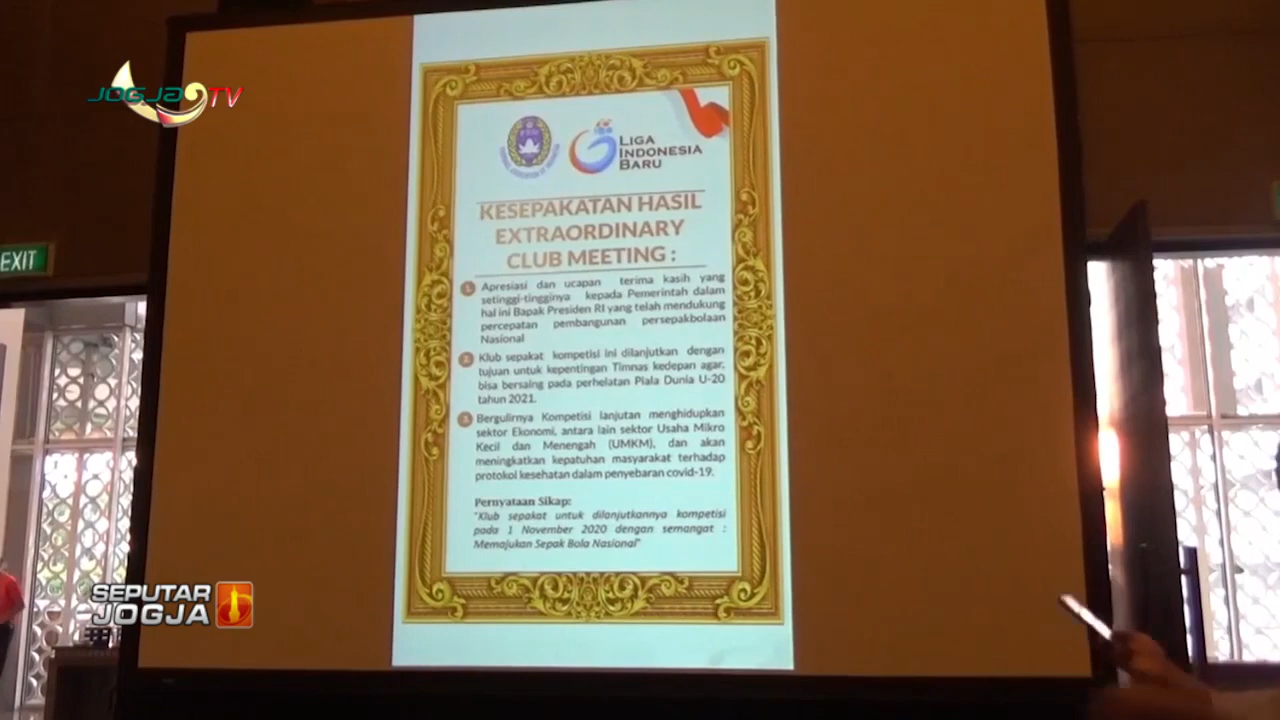 JOGJA TV
EXIT
LIGA
INDONESIA
BARU
KESEPAKATAN HASIL
EXTRAORDINARY
CLUB MEETING :
1. Apresiasi dan ucapan terima kasih yang
setinggi-tingginya kepada Pemerintah dalam
hal ini Bapak Presiden RI yang telah mendukung
percepatan pembangunan persepakbolaan
Nasional
2. Klub sepakat kompetisi ini dilanjutkan dengan
tujuan untuk kepentingan Timnas kedepan agar,
bisa bersaing pada perhelatan Piala Dunia U-20
tahun 2021.
3. Bergulirnya Kompetisi lanjutan menghidupkan
sektor Ekonomi, antara lain sektor Usaha Mikro
Kecil dan Menengah (UMKM), dan akan
meningkatkan kepatuhan masyarakat terhadap
protokol kesehatan dalam penyebaran covid-19.
Pernyataan Sikap:
"Klub sepakat untuk dilanjutkannya kompetisi
pada 1 November 2020 dengan semangat :
Memajukan Sepak Bola Nasional"
SEPUTAR
JOGJA